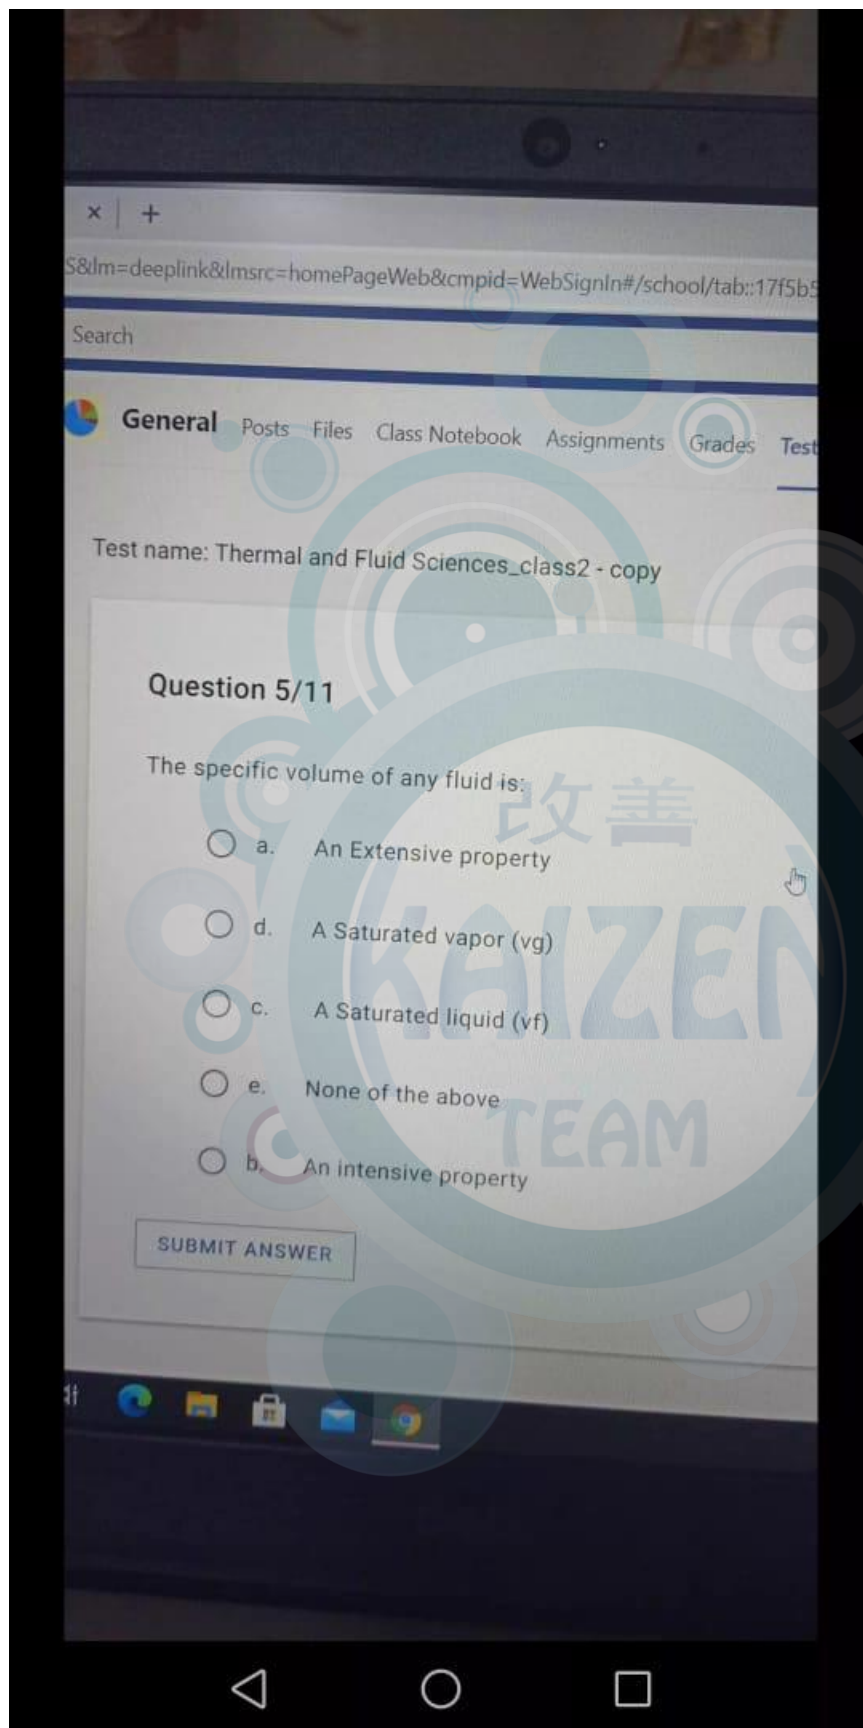 × +
S&lm=deeplink&lmsrc=homePageWeb&cmpid=WebSignIn#/school/tab::17f5b5
Search
General Posts Files Class Notebook Assignments Grades Test
Test name: Thermal and Fluid Sciences_class2 - copy
Question 5/11
The specific volume of any fluid is:
a. An Extensive property
d. A Saturated vapor (vg)
c. A Saturated liquid (vf)
e. None of the above
b. An intensive property
SUBMIT ANSWER
改善
KAIZEN
TEAM